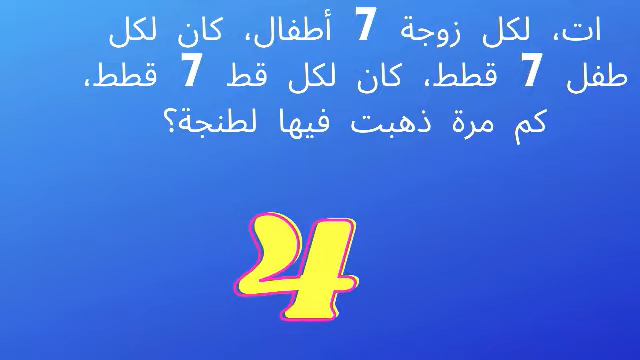 ات، لكل زوجة 7 أطفال، كان لكل
طفل 7 قطط، كان لكل قط 7 قطط،
كم مرة ذهبت فيها لطنجة؟
4